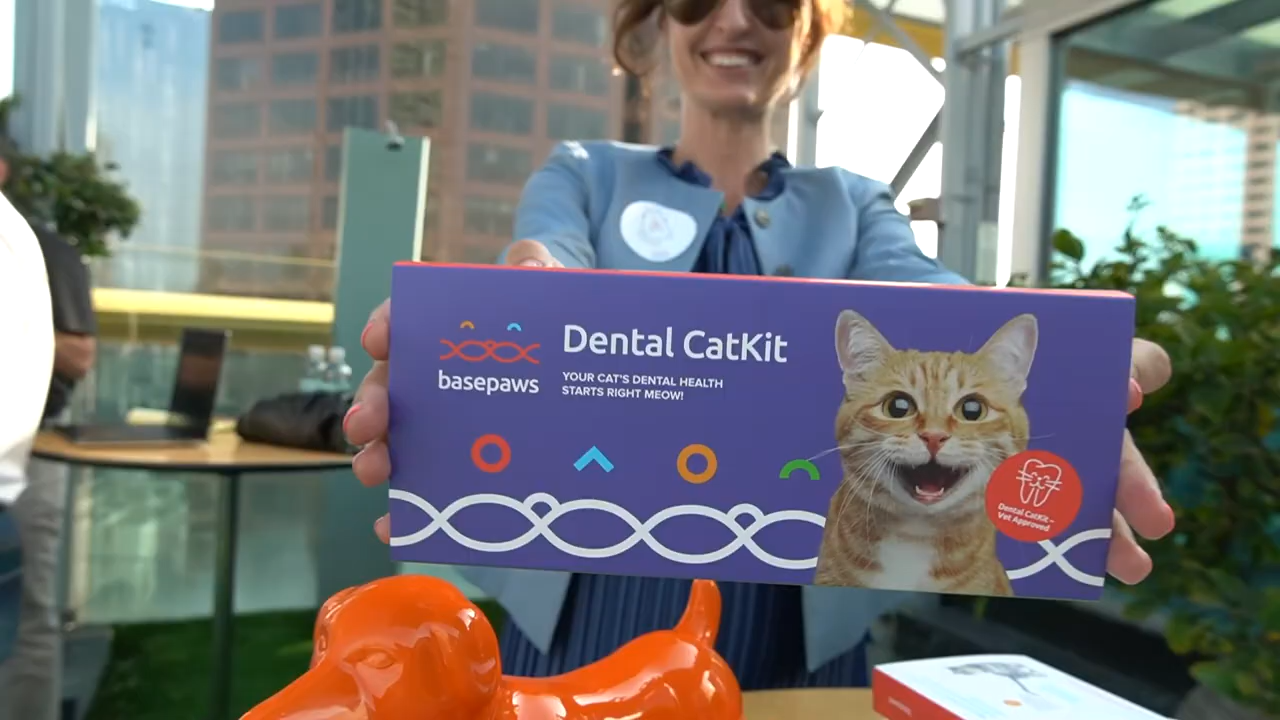 Dental CatKit
basepaws
YOUR CAT'S DENTAL HEALTH
STARTS RIGHT MEOW!
Dental CatKit–
Vet Approved